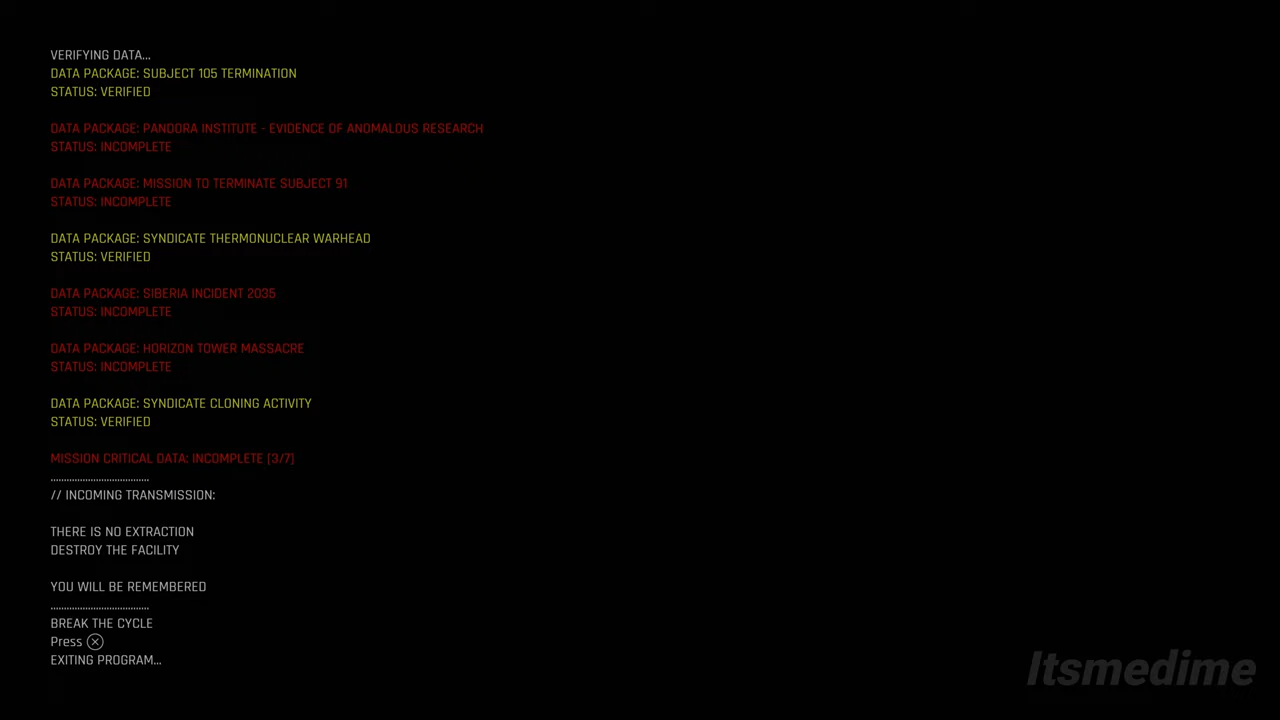 VERIFYING DATA...
DATA PACKAGE: SUBJECT 105 TERMINATION
STATUS: VERIFIED
DATA PACKAGE: PANDORA INSTITUTE - EVIDENCE OF ANOMALOUS RESEARCH
STATUS: INCOMPLETE
DATA PACKAGE: MISSION TO TERMINATE SUBJECT 91
STATUS: INCOMPLETE
DATA PACKAGE: SYNDICATE THERMONUCLEAR WARHEAD
STATUS: VERIFIED
DATA PACKAGE: SIBERIA INCIDENT 2035
STATUS: INCOMPLETE
DATA PACKAGE: HORIZON TOWER MASSACRE
STATUS: INCOMPLETE
DATA PACKAGE: SYNDICATE CLONING ACTIVITY
STATUS: VERIFIED
MISSION CRITICAL DATA: INCOMPLETE [3/7]
....................................
// INCOMING TRANSMISSION:
THERE IS NO EXTRACTION
DESTROY THE FACILITY
YOU WILL BE REMEMBERED
....................................
BREAK THE CYCLE
Press ⓧ
EXITING PROGRAM...
Itsmedime